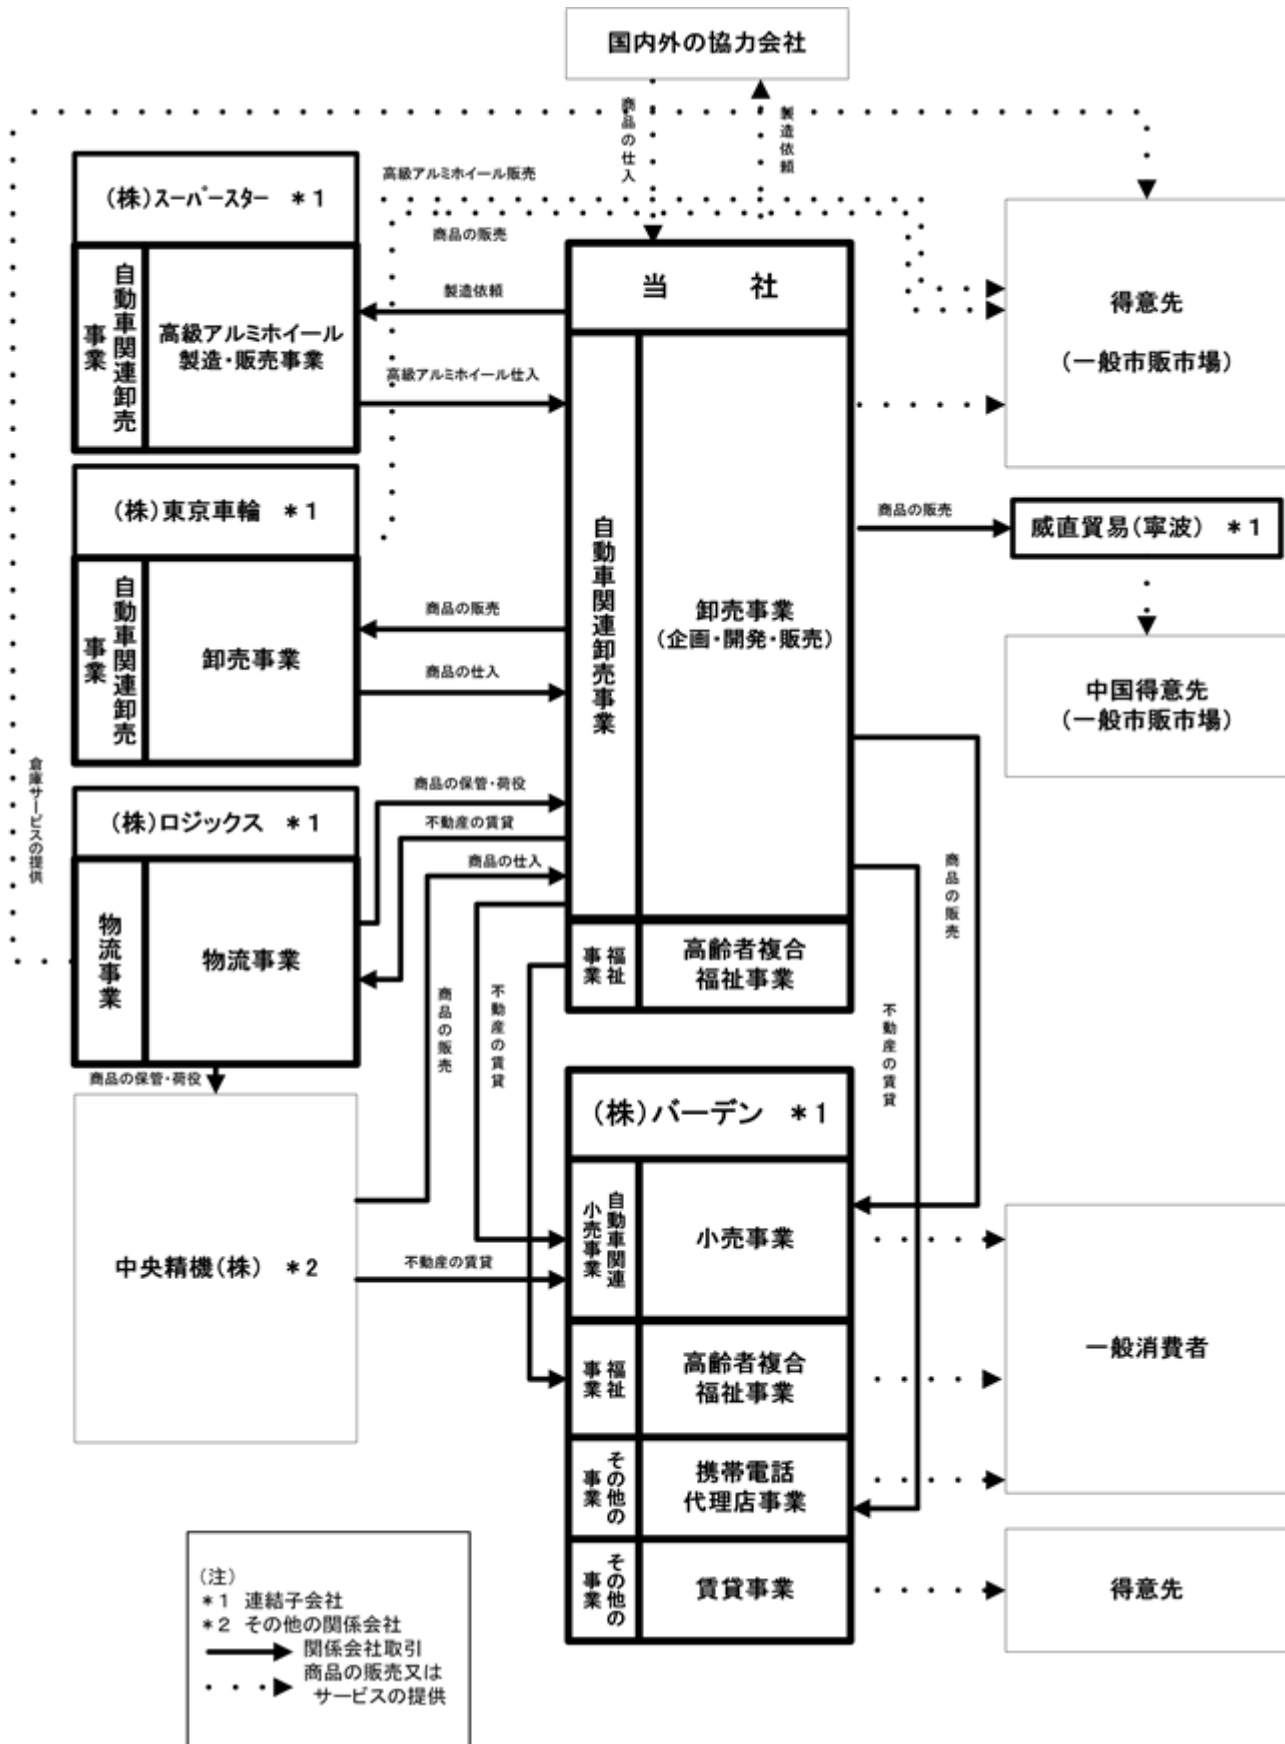 国内外の協力会社
商品の仕入
製造依頼
(株)スーパースター ＊1
自動車関連卸売
事業
高級アルミホイール
製造・販売事業
高級アルミホイール販売
商品の販売
製造依頼
高級アルミホイール仕入
当 社
自動車関連卸売事業
卸売事業
(企画・開発・販売)
福祉
事業
高齢者複合
福祉事業
得意先
(一般市販市場)
商品の販売
威直貿易(寧波) ＊1
中国得意先
(一般市販市場)
(株)東京車輪 ＊1
自動車関連卸売
事業
卸売事業
商品の販売
商品の仕入
倉庫サービスの提供
(株)ロジックス ＊1
物流事業
物流事業
商品の保管・荷役
不動産の賃貸
商品の仕入
商品の販売
不動産の賃貸
商品の販売
不動産の賃貸
商品の保管・荷役
中央精機(株) ＊2
不動産の賃貸
(株)バーデン ＊1
自動車関連
小売事業
小売事業
福祉
事業
高齢者複合
福祉事業
その他の
事業
携帯電話
代理店事業
その他の
事業
賃貸事業
一般消費者
得意先
(注)
＊1 連結子会社
＊2 その他の関係会社
関係会社取引
商品の販売又は
サービスの提供